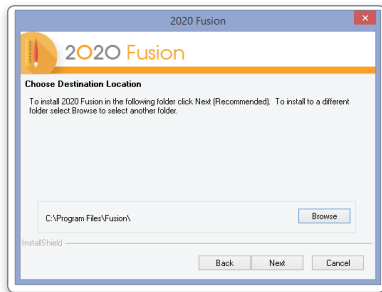 2020 Fusion
2020 Fusion
Choose Destination Location
To install 2020 Fusion in the following folder click Next (Recommended). To install to a different
folder select Browse to select another folder.
C:\Program Files\Fusion\
Browse
InstallShield
Back Next Cancel